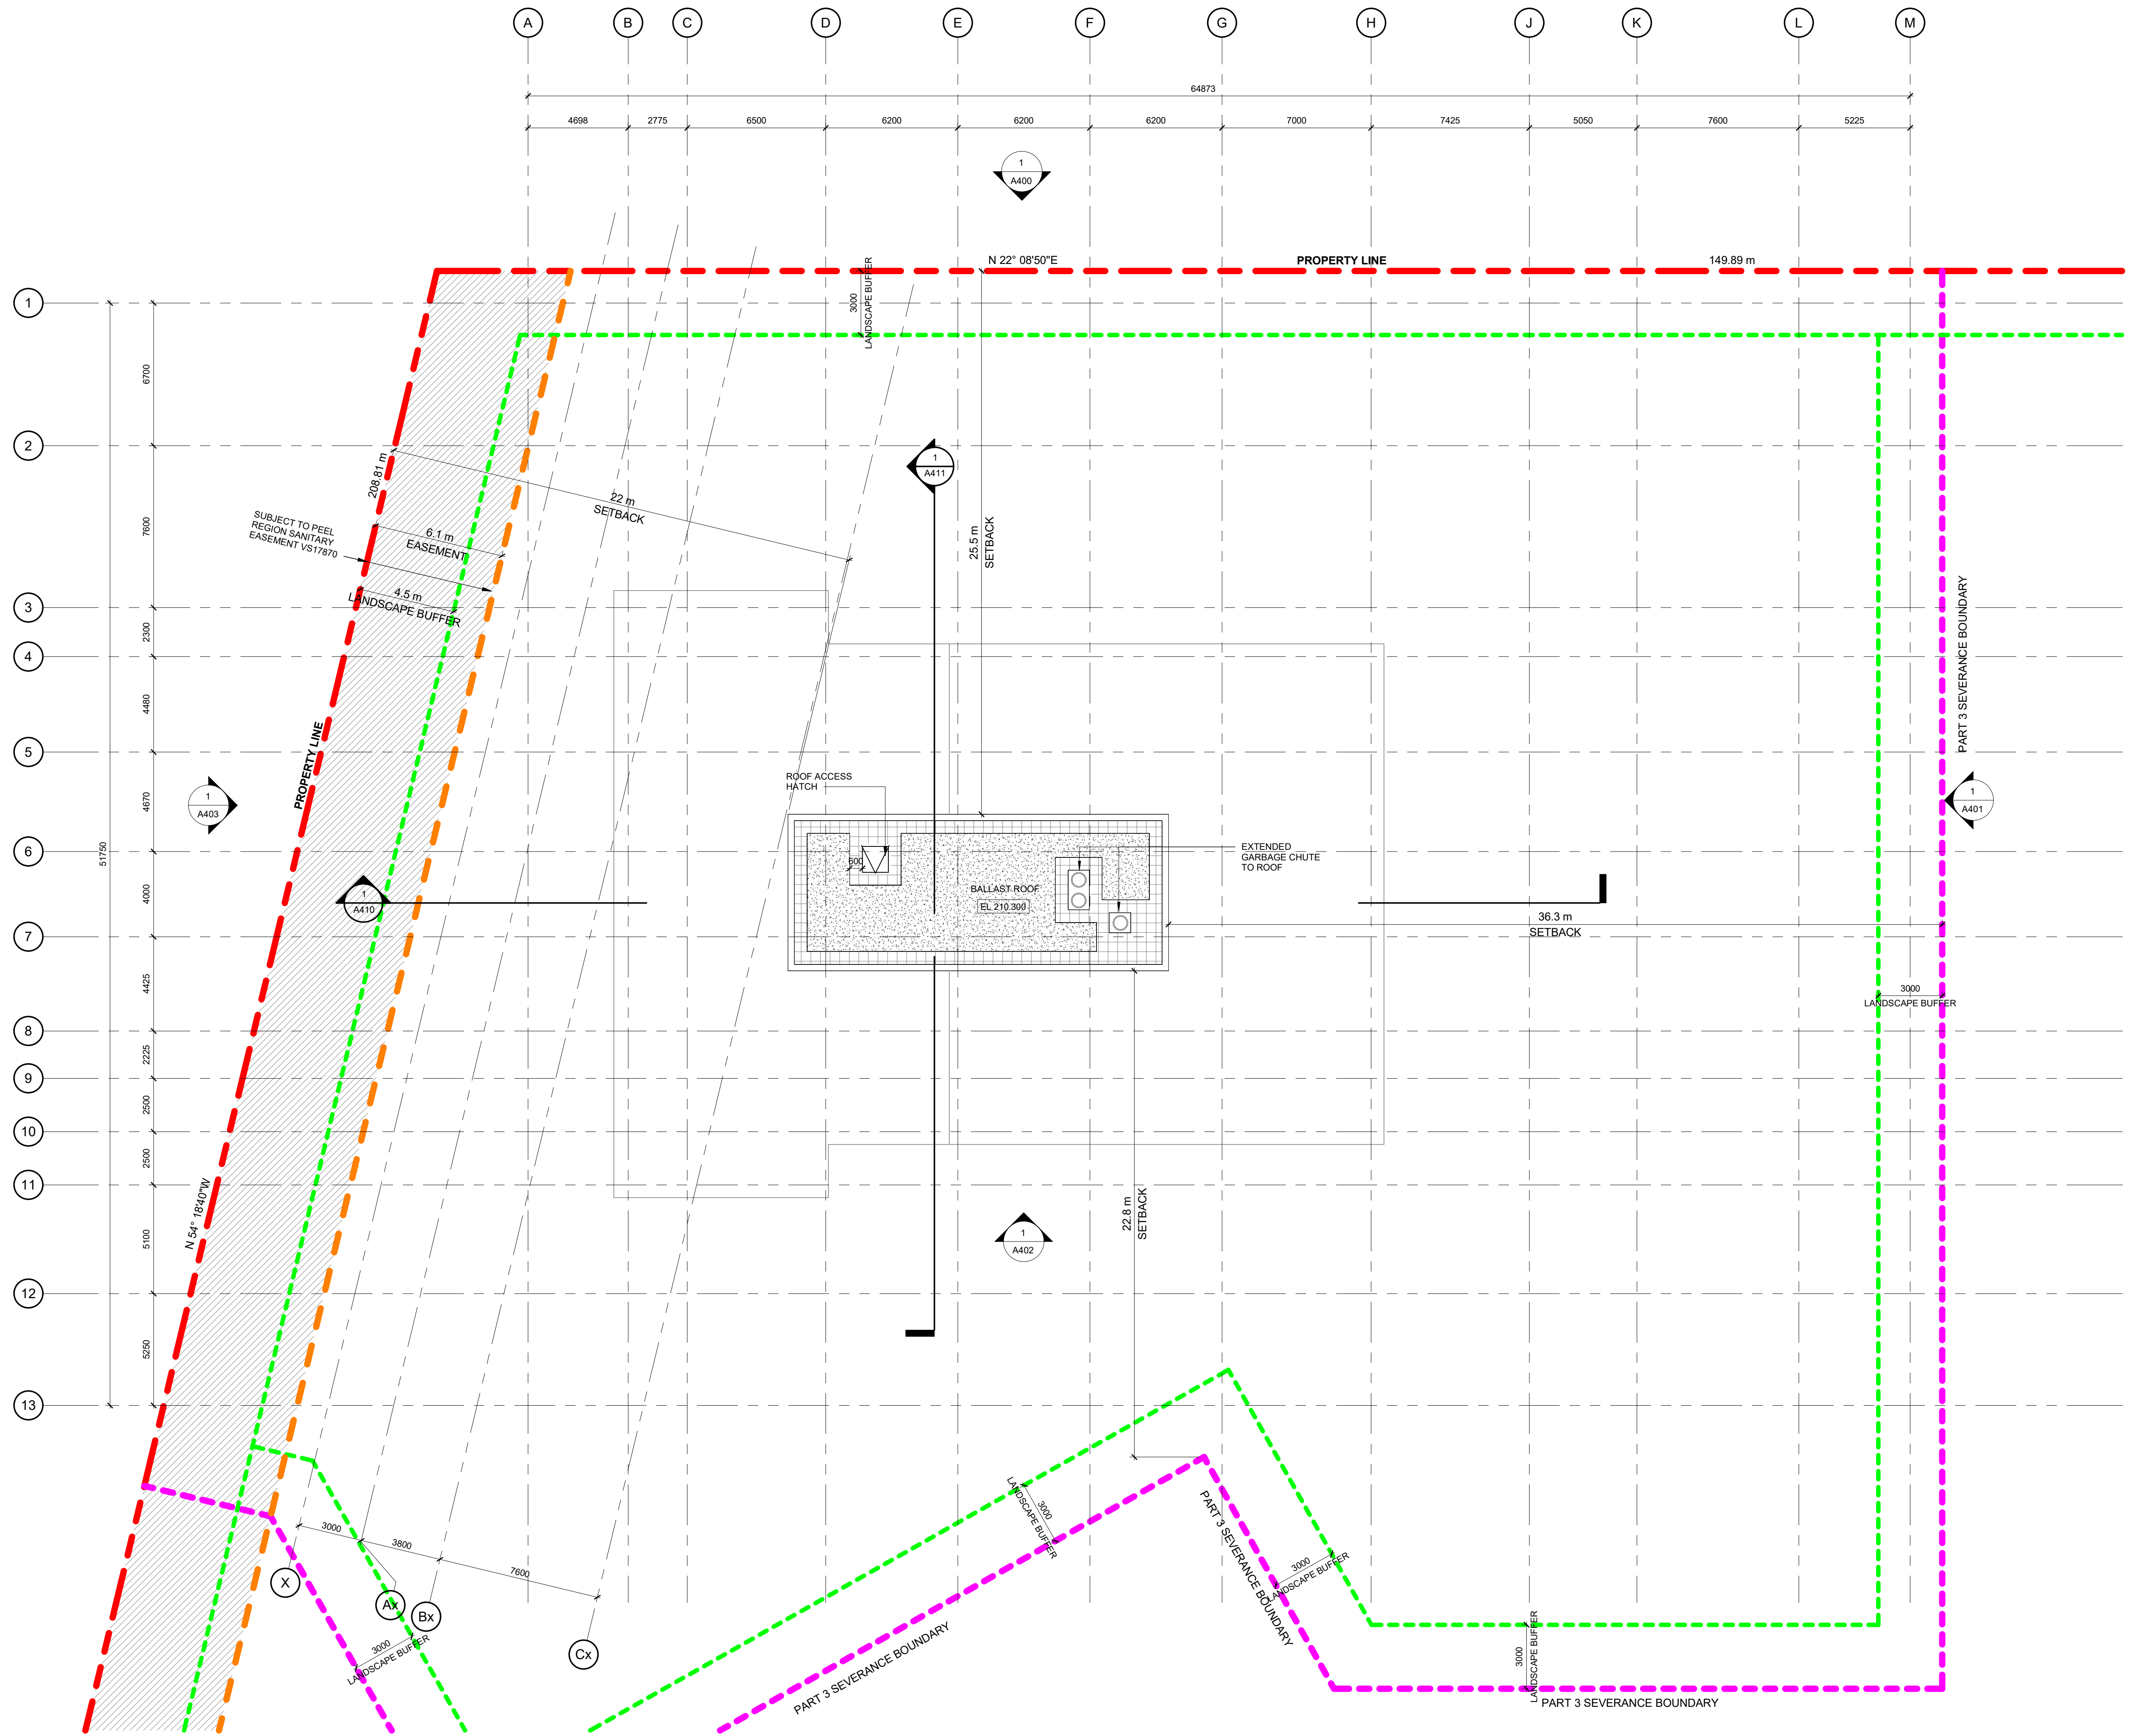 A
B
C
D
E
F
G
H
J
K
L
M
64873
4698
2775
6500
6200
6200
6200
7000
7425
5050
7600
5225
1
A400
N 22° 08'50"E
PROPERTY LINE
149.89 m
3000
LANDSCAPE BUFFER
1
2
3
4
5
6
7
8
9
10
11
12
13
51750
6700
7600
2300
4480
4670
4000
4425
2225
2500
2500
5100
5250
208.81 m
22 m
SETBACK
SUBJECT TO PEEL
REGION SANITARY
EASEMENT VS17870
6.1 m
EASEMENT
4.5 m
LANDSCAPE BUFFER
1
A411
25.5 m
SETBACK
PART 3 SEVERANCE BOUNDARY
PROPERTY LINE
1
A403
1
A401
ROOF ACCESS
HATCH
600
BALLAST ROOF
EL.210.300
EXTENDED
GARBAGE CHUTE
TO ROOF
1
A410
36.3 m
SETBACK
3000
LANDSCAPE BUFFER
N 54° 18'40"W
22.8 m
SETBACK
1
A402
3000
3800
7600
X
Ax
Bx
Cx
3000
LANDSCAPE BUFFER
3000
LANDSCAPE BUFFER
PART 3 SEVERANCE BOUNDARY
PART 3 SEVERANCE BOUNDARY
3000
LANDSCAPE BUFFER
3000
LANDSCAPE BUFFER
PART 3 SEVERANCE BOUNDARY